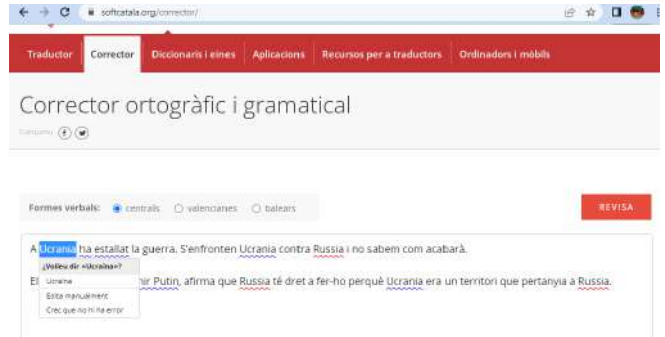 softcatala.org/corrector/
Traductor Corrector Diccionaris i eines Aplicacions Recursos per a traductors Ordinadors i mòbils
Corrector ortogràfic i gramatical
Formes verbals: centrals valencianes balears
REVISA
A Ucrania ha estallat la guerra. S'enfronten Ucrania contra Russia i no sabem com acabarà.
¿Volleu dir «Ucraïna»?
Ucraïna
Edita manualment
Crec que no hi ha error
El
Putin, afirma que Russia té dret a fer-ho perquè Ucrania era un territori que pertanyia a Russia.